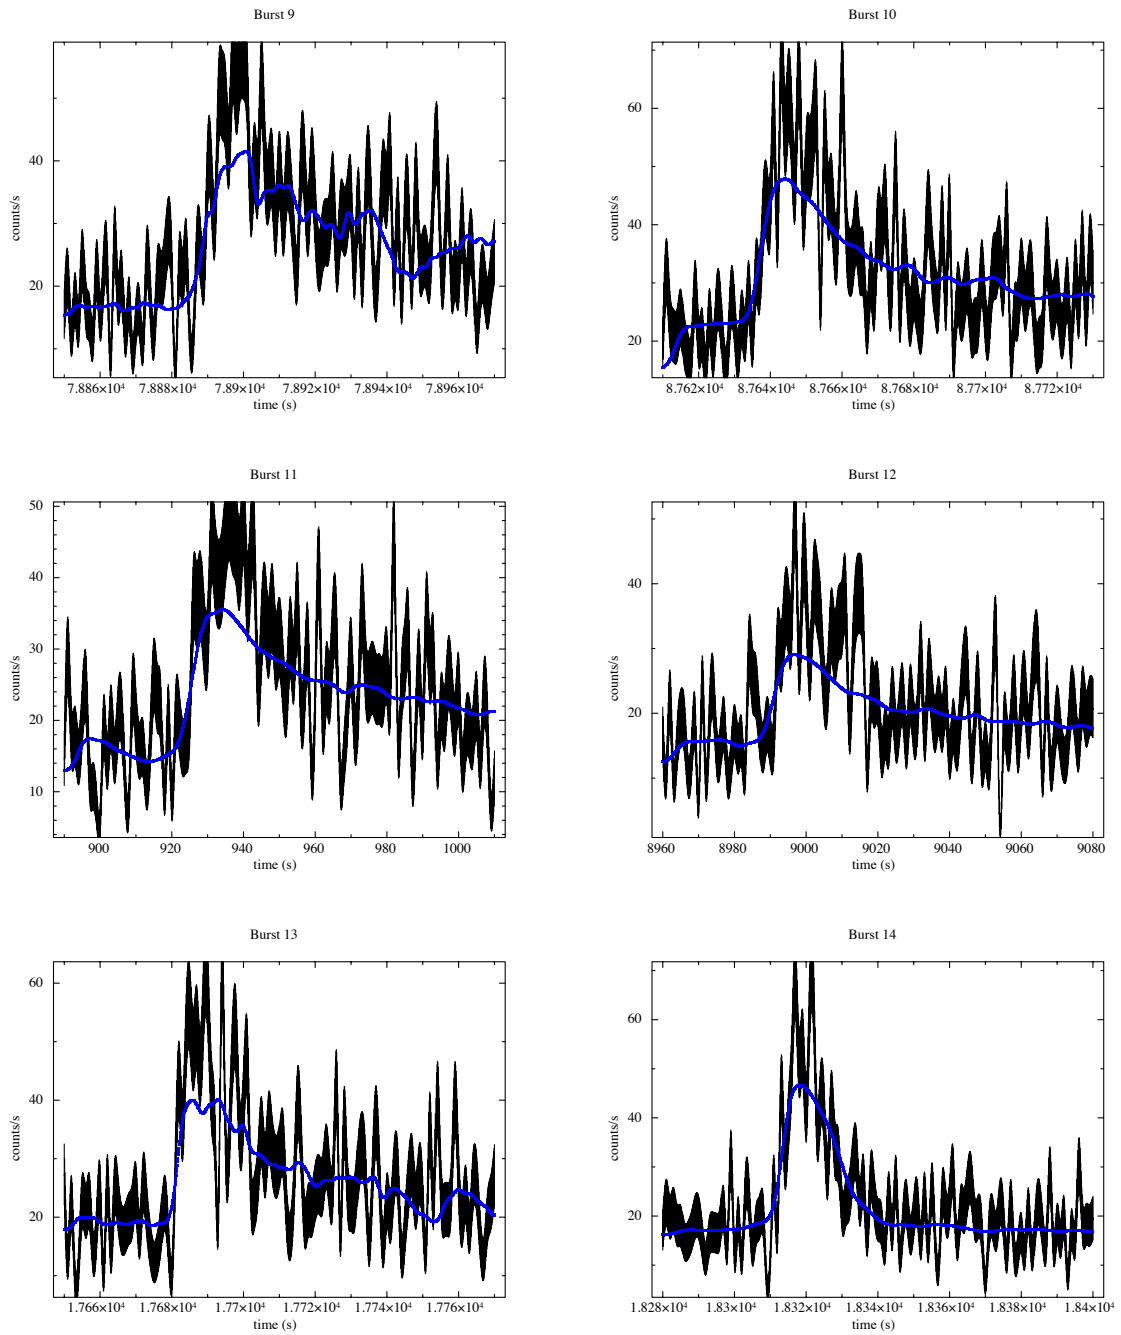 Burst 9
Burst 10
counts/s
40
20
7.886×10⁴ 7.888×10⁴ 7.89×10⁴ 7.892×10⁴ 7.894×10⁴ 7.896×10⁴
time (s)
counts/s
60
40
20
8.762×10⁴ 8.764×10⁴ 8.766×10⁴ 8.768×10⁴ 8.77×10⁴ 8.772×10⁴
time (s)
Burst 11
Burst 12
counts/s
50
40
30
20
10
900 920 940 960 980 1000
time (s)
counts/s
40
20
8960 8980 9000 9020 9040 9060 9080
time (s)
Burst 13
Burst 14
counts/s
60
40
20
1.766×10⁴ 1.768×10⁴ 1.77×10⁴ 1.772×10⁴ 1.774×10⁴ 1.776×10⁴
time (s)
counts/s
60
40
20
1.828×10⁴ 1.83×10⁴ 1.832×10⁴ 1.834×10⁴ 1.836×10⁴ 1.838×10⁴ 1.84×10⁴
time (s)